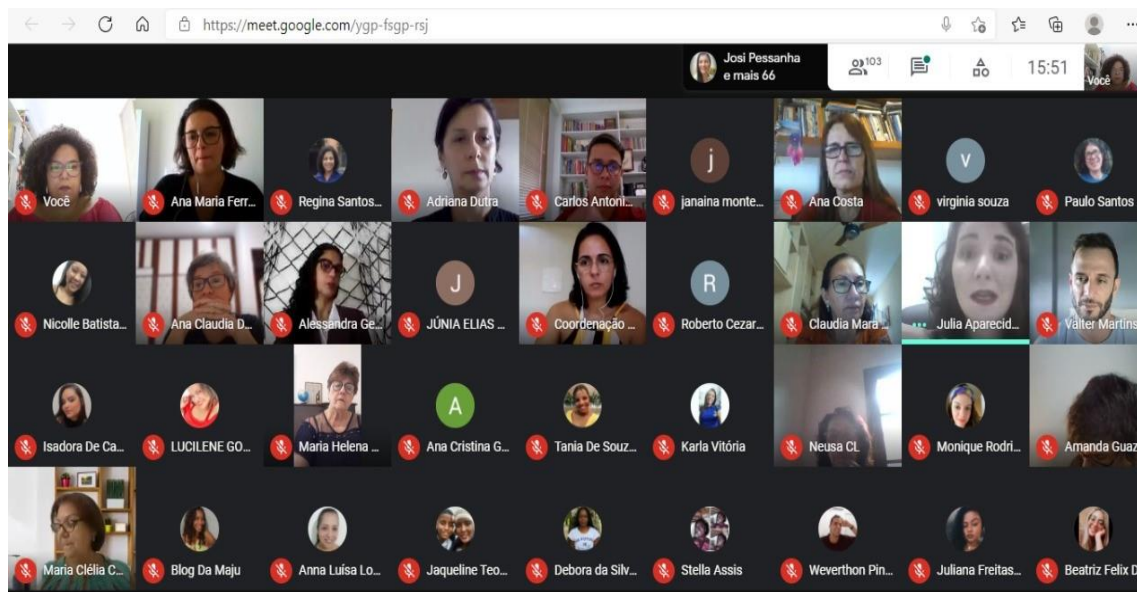 https://meet.google.com/ygp-fsgp-rsj
Josi Pessanha
e mais 66
103
15:51
Você
Você
Ana Maria Ferr...
Regina Santos...
Adriana Dutra
Carlos Antoni...
j
janaina monte...
Ana Costa
v
virginia souza
Paulo Santos
Nicolle Batista...
Ana Claudia D...
Alessandra Ge...
J
JÚNIA ELIAS ...
Coordenação ...
R
Roberto Cezar...
Claudia Mara ...
Julia Aparecid...
Valter Martins
Isadora De Ca...
LUCILENE GO...
Maria Helena ...
A
Ana Cristina G...
Tania De Souz...
Karla Vitória
Neusa CL
Monique Rodri...
Amanda Guaz
Maria Clélia C...
Blog Da Maju
Anna Luísa Lo...
Jaqueline Teo...
Debora da Silv...
Stella Assis
Weverthon Pin...
Juliana Freitas...
Beatriz Felix D